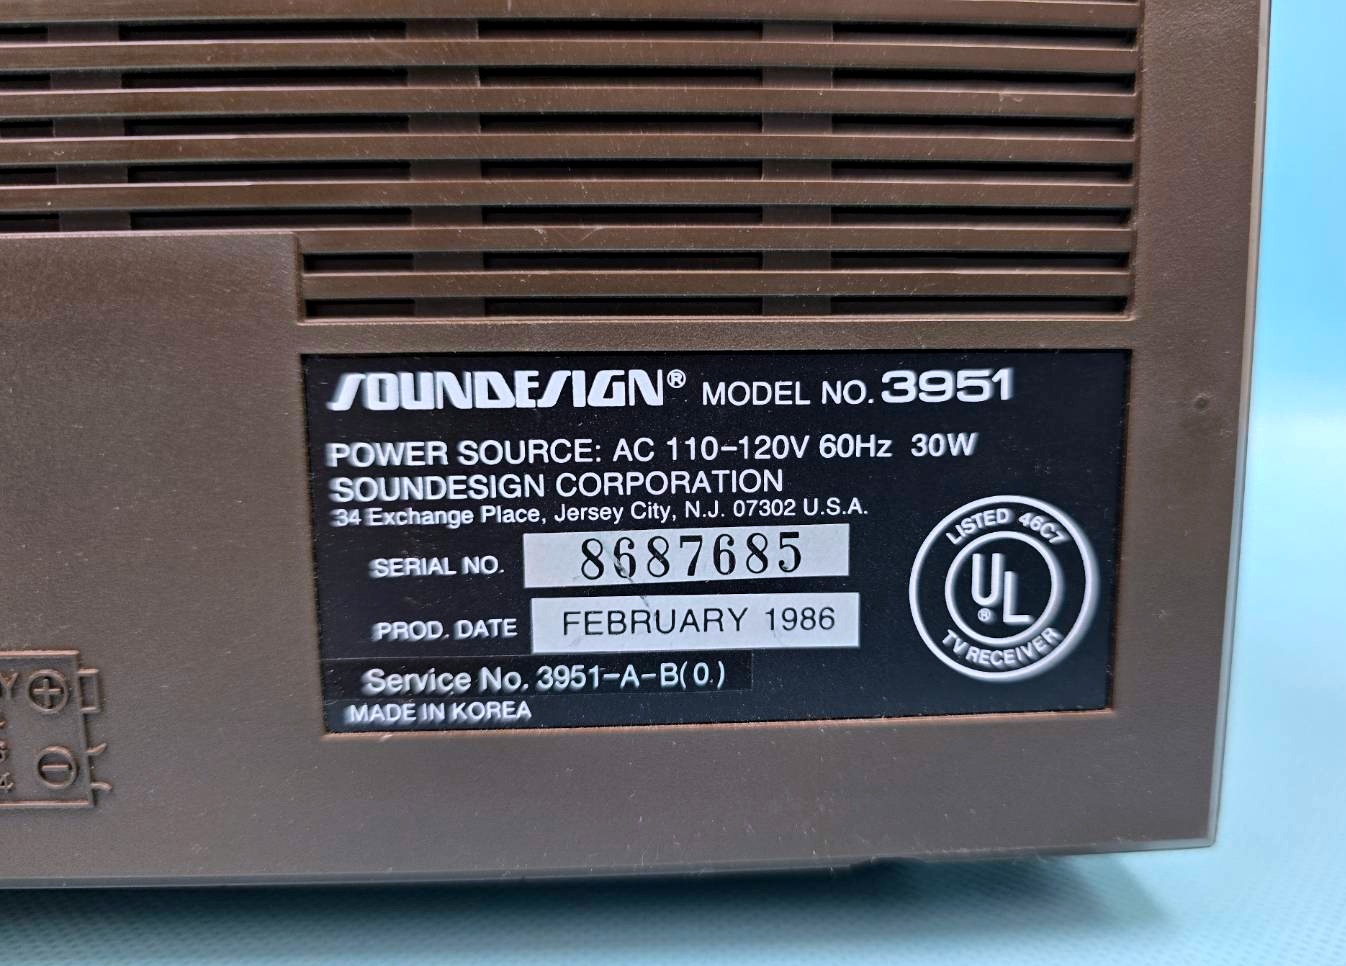 SOUNDESIGN® MODEL NO. 3951
POWER SOURCE: AC 110-120V 60Hz 30W
SOUNDESIGN CORPORATION
34 Exchange Place, Jersey City, N.J. 07302 U.S.A.
SERIAL NO. 8687685
PROD. DATE FEBRUARY 1986
Service No. 3951-A-B(0.)
MADE IN KOREA
LISTED 46C7
UL®
TV RECEIVER